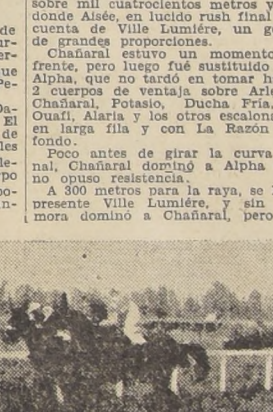 sobre mil cuatrocientos metros y
donde Aisée, en lucido rush final
cuenta de Ville Lumiére, un g
de grandes proporciones.
Chañaral estuvo un momento
frente, pero luego fué sustituído
Alpha, que no tardó en tomar h
2 cuerpos de ventaja sobre Arle
Chañaral, Potasio, Ducha Fría,
Ouafi, Alaria y los otros escalon
en larga fila y con La Razón
fondo.
Poco antes de girar la curva
nal, Chañaral dominó a Alpha
no opuso resistencia.
A 300 metros para la raya, se
presente Ville Lumiére, y sin
mora dominó a Chañaral, pero